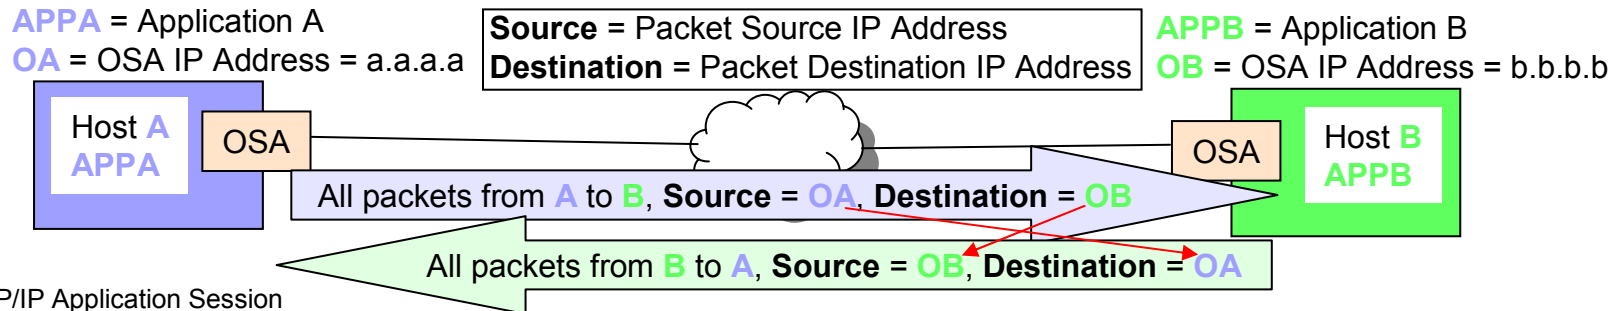 APPA = Application A
OA = OSA IP Address = a.a.a.a
Source = Packet Source IP Address
Destination = Packet Destination IP Address
APPB = Application B
OB = OSA IP Address = b.b.b.b
Host A
APPA
OSA
OSA
Host B
APPB
All packets from A to B, Source = OA, Destination = OB
All packets from B to A, Source = OB, Destination = OA
P/IP Application Session